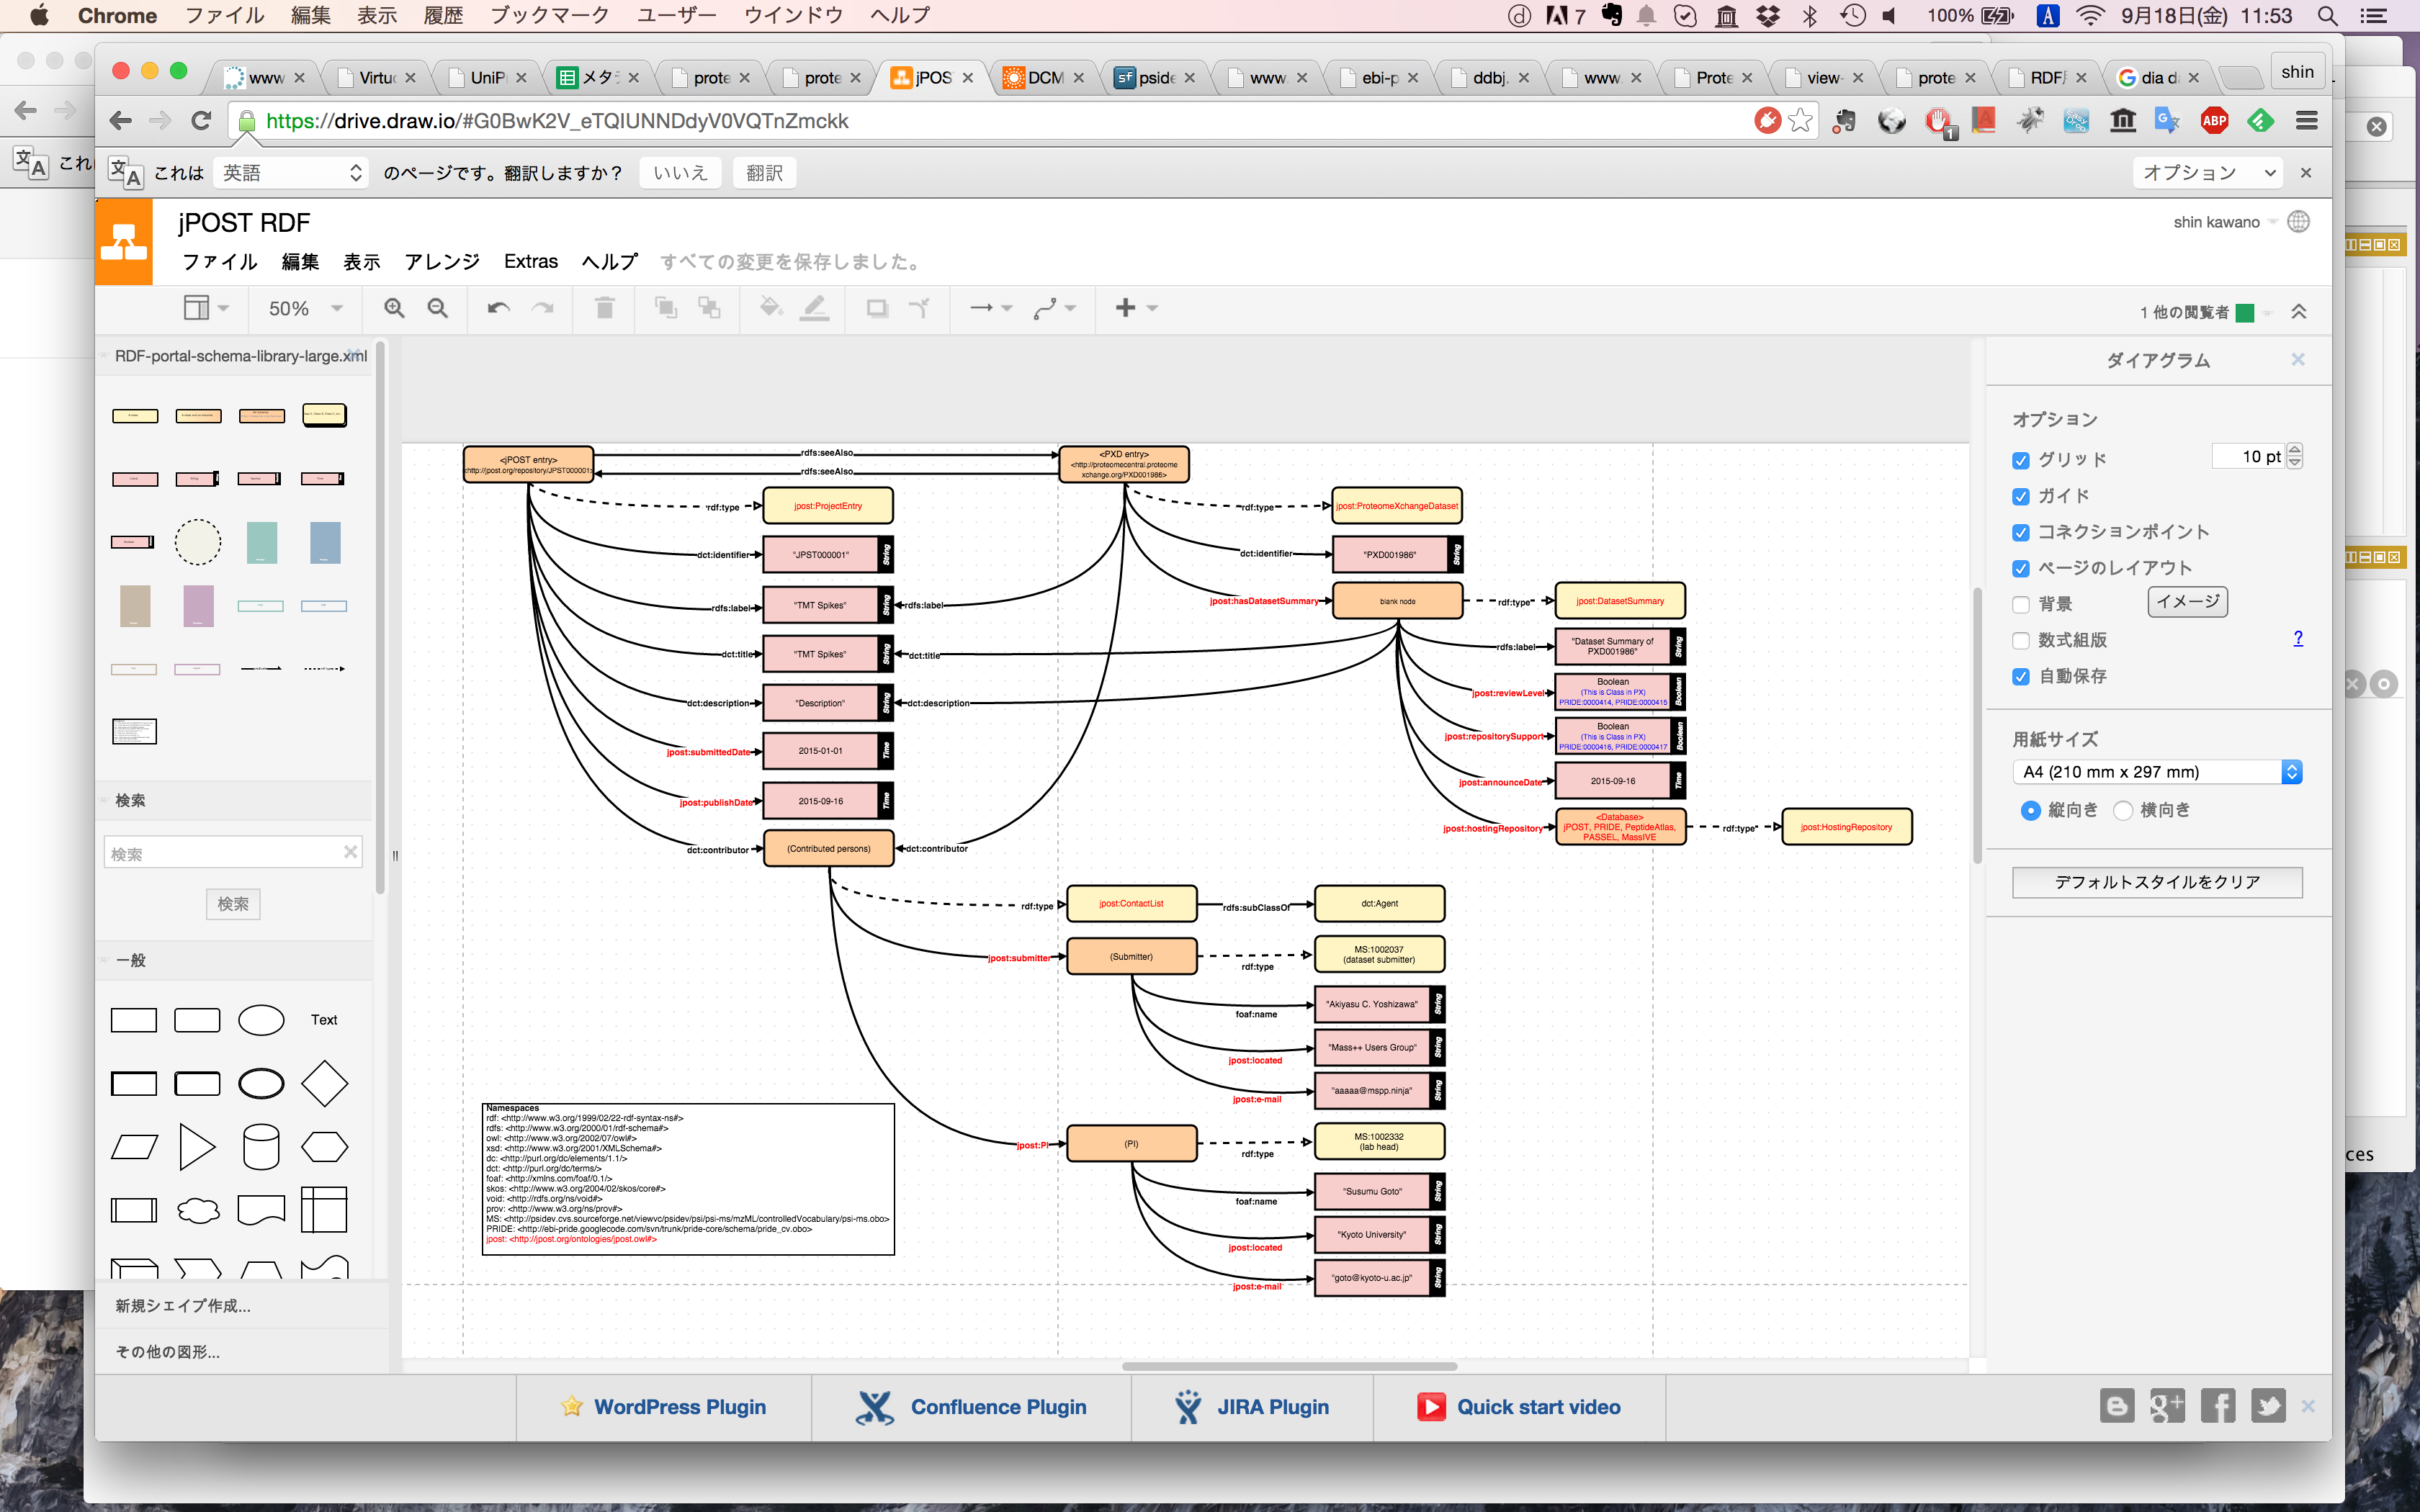 Chrome ファイル 編集 表示 履歴 ブックマーク ユーザー ウインドウ ヘルプ
7 100% A 9月18日(金) 11:53
www Virtu UniP メタ prote prote jPOS DCM pside www. ebi-p ddbj. www. Prote view- prote RDF dia d shin
https://drive.draw.io/#G0BwK2V_eTQIUNNDdyV0VQTnZmckk
1 ABP
これは 英語 のページです。翻訳しますか？ いいえ 翻訳 オプション
jPOST RDF
shin kawano
ファイル 編集 表示 アレンジ Extras ヘルプ すべての変更を保存しました。
50%
1 他の閲覧者
RDF-portal-schema-library-large.xml
検索
検索
検索
一般
Text
新規シェイプ作成...
その他の図形...
<jPOST entry>
<http://jpost.org/repository/JPST000001>
rdfs:seeAlso
rdfs:seeAlso
<PXD entry>
<http://proteomecentral.proteome
xchange.org/PXD001986>
rdf:type
jpost:ProjectEntry
rdf:type
jpost:ProteomeXchangeDataset
dct:identifier
"JPST000001"
String
dct:identifier
"PXD001986"
String
rdfs:label
"TMT Spikes"
String
rdfs:label
jpost:hasDatasetSummary
blank node
rdf:type
jpost:DatasetSummary
dct:title
"TMT Spikes"
String
dct:title
rdfs:label
"Dataset Summary of
PXD001986"
String
dct:description
"Description"
String
dct:description
jpost:reviewLevel
Boolean
(This is Class in PX)
PRIDE:0000414, PRIDE:0000415
Boolean
jpost:submittedDate
2015-01-01
Time
jpost:repositorySupport
Boolean
(This is Class in PX)
PRIDE:0000416, PRIDE:0000417
Boolean
jpost:publishDate
2015-09-16
Time
jpost:announceDate
2015-09-16
Time
dct:contributor
(Contributed persons)
dct:contributor
jpost:hostingRepository
<Database>
jPOST, PRIDE, PeptideAtlas,
PASSEL, MassIVE
rdf:type
jpost:HostingRepository
rdf:type
jpost:ContactList
rdfs:subClassOf
dct:Agent
jpost:submitter
(Submitter)
rdf:type
MS:1002037
(dataset submitter)
foaf:name
"Akiyasu C. Yoshizawa"
String
jpost:located
"Mass++ Users Group"
String
jpost:e-mail
"aaaaa@mspp.ninja"
String
jpost:PI
(PI)
rdf:type
MS:1002332
(lab head)
foaf:name
"Susumu Goto"
String
jpost:located
"Kyoto University"
String
jpost:e-mail
"goto@kyoto-u.ac.jp"
String
Namespaces
rdf: <http://www.w3.org/1999/02/22-rdf-syntax-ns#>
rdfs: <http://www.w3.org/2000/01/rdf-schema#>
owl: <http://www.w3.org/2002/07/owl#>
xsd: <http://www.w3.org/2001/XMLSchema#>
dc: <http://purl.org/dc/elements/1.1/>
dct: <http://purl.org/dc/terms/>
foaf: <http://xmlns.com/foaf/0.1/>
skos: <http://www.w3.org/2004/02/skos/core#>
void: <http://rdfs.org/ns/void#>
prov: <http://www.w3.org/ns/prov#>
MS: <http://psidev.cvs.sourceforge.net/viewvc/psidev/psi/psi-ms/mzML/controlledVocabulary/psi-ms.obo>
PRIDE: <http://ebi-pride.googlecode.com/svn/trunk/pride-core/schema/pride_cv.obo>
jpost: <http://jpost.org/ontologies/jpost.owl#>
ダイアグラム
オプション
グリッド 10 pt
ガイド
コネクションポイント
ページのレイアウト
背景 イメージ
数式組版 ?
自動保存
用紙サイズ
A4 (210 mm x 297 mm)
縦向き 横向き
デフォルトスタイルをクリア
ces
WordPress Plugin Confluence Plugin JIRA Plugin Quick start video